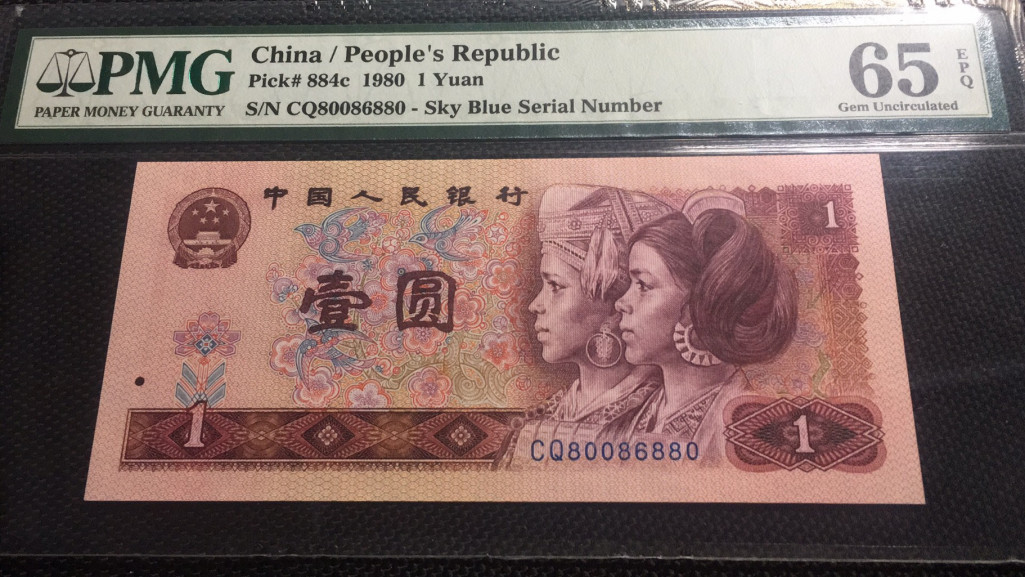 PMG
PAPER MONEY GUARANTY
China / People's Republic
Pick# 884c 1980 1 Yuan
S/N CQ80086880 - Sky Blue Serial Number
65 EPQ
Gem Uncirculated
中国人民银行
1
壹圆
1
CQ80086880
1